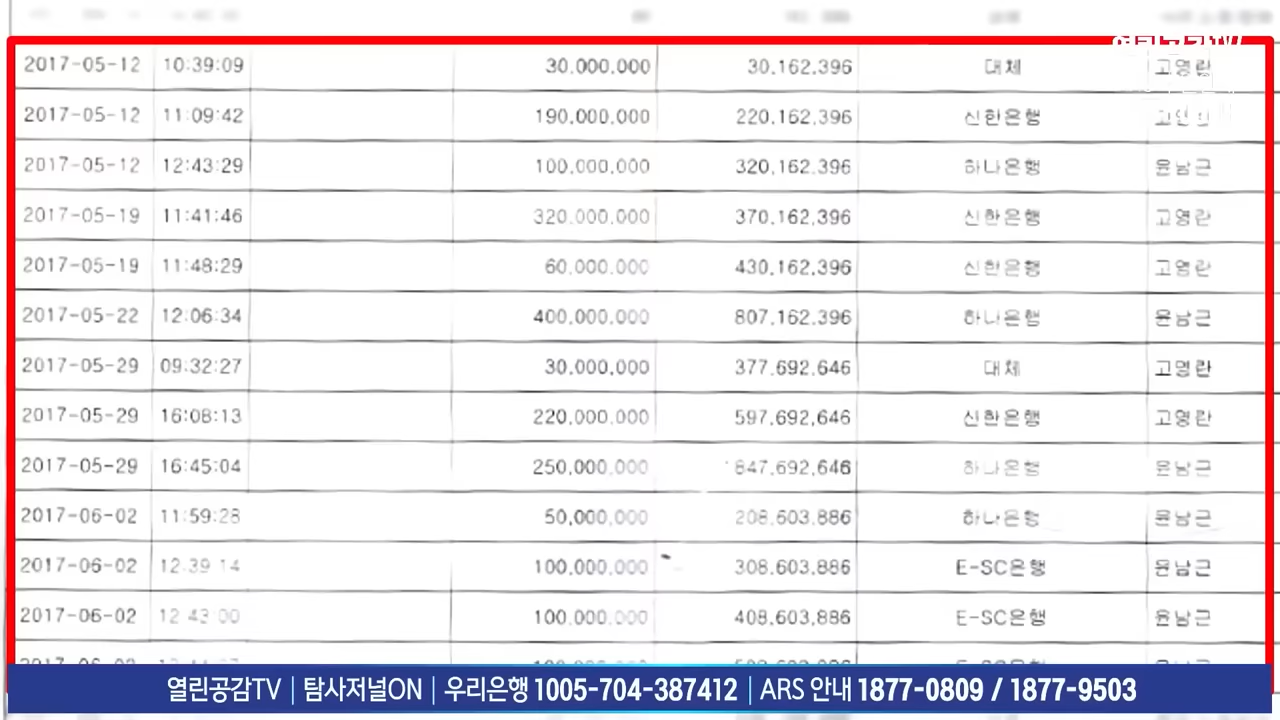 2017-05-12 10:39:09 30,000,000 30,162,396 대체 고영란
2017-05-12 11:09:42 190,000,000 220,162,396 신한은행
2017-05-12 12:43:29 100,000,000 320,162,396 하나은행 윤남근
2017-05-19 11:41:46 320,000,000 370,162,396 신한은행 고영란
2017-05-19 11:48:29 60,000,000 430,162,396 신한은행 고영란
2017-05-22 12:06:34 400,000,000 807,162,396 하나은행 윤남근
2017-05-29 09:32:27 30,000,000 377,692,646 대체 고영란
2017-05-29 16:08:13 220,000,000 597,692,646 신한은행 고영란
2017-05-29 16:45:04 250,000,000 847,692,646 하나은행 윤남근
2017-06-02 11:59:28 50,000,000 208,603,886 하나은행 윤남근
2017-06-02 12:39:14 100,000,000 308,603,886 E-SC은행 윤남근
2017-06-02 12:43:00 100,000,000 408,603,886 E-SC은행 윤남근
열린공감TV | 탐사저널ON | 우리은행 1005-704-387412 | ARS 안내 1877-0809 / 1877-9503